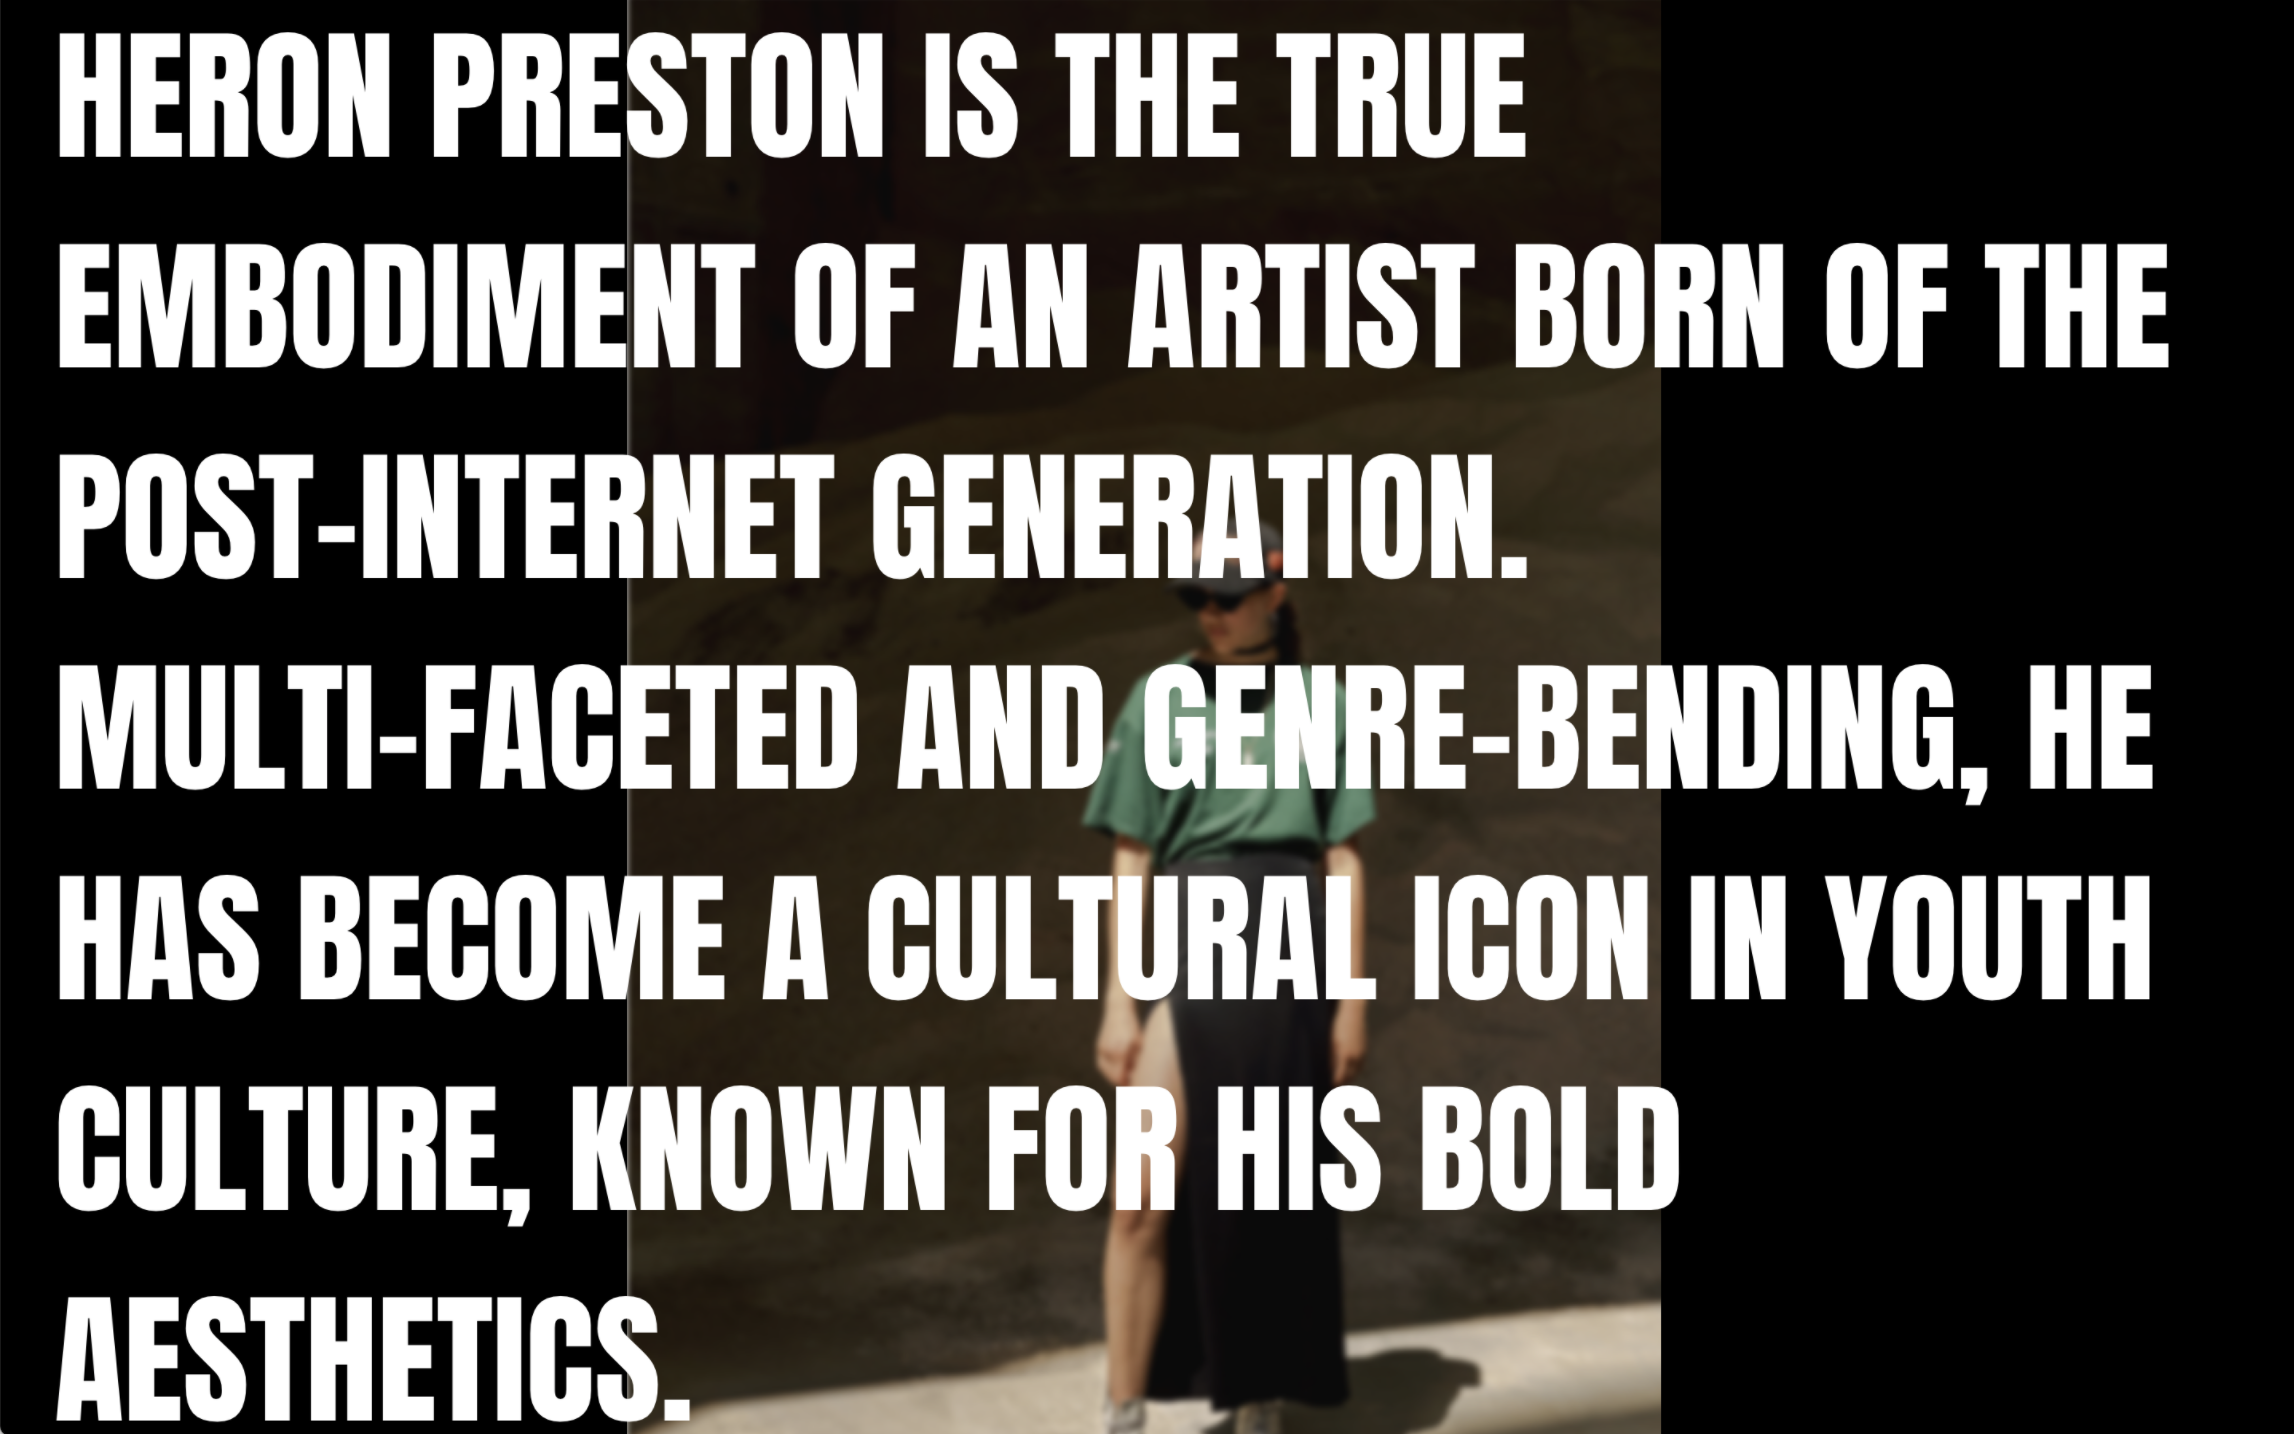 HERON PRESTON IS THE TRUE
EMBODIMENT OF AN ARTIST BORN OF THE
POST-INTERNET GENERATION.
MULTI-FACETED AND GENRE-BENDING, HE
HAS BECOME A CULTURAL ICON IN YOUTH
CULTURE, KNOWN FOR HIS BOLD
AESTHETICS.